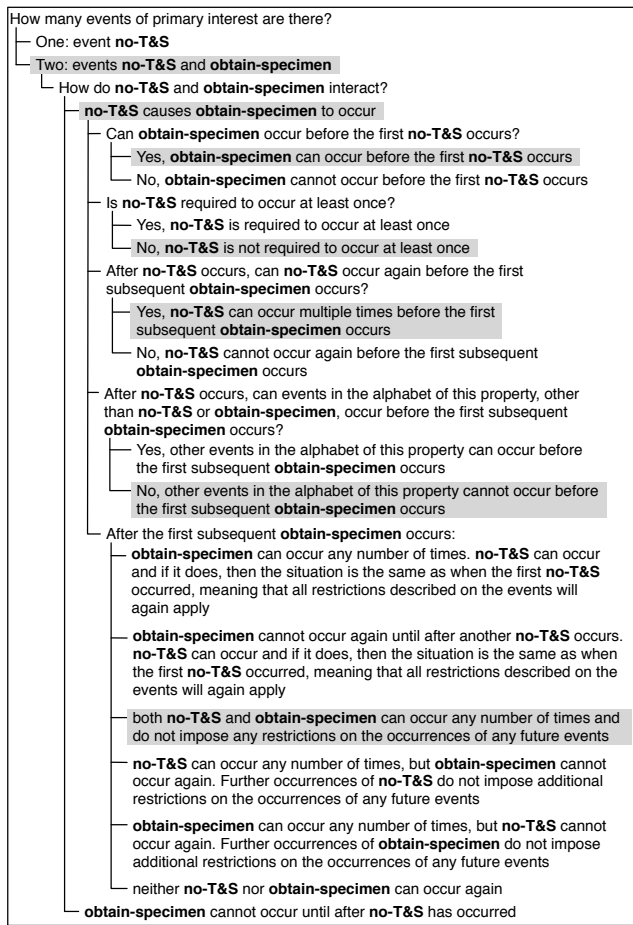 How many events of primary interest are there?
One: event no-T&S
Two: events no-T&S and obtain-specimen
How do no-T&S and obtain-specimen interact?
no-T&S causes obtain-specimen to occur
Can obtain-specimen occur before the first no-T&S occurs?
Yes, obtain-specimen can occur before the first no-T&S occurs
No, obtain-specimen cannot occur before the first no-T&S occurs
Is no-T&S required to occur at least once?
Yes, no-T&S is required to occur at least once
No, no-T&S is not required to occur at least once
After no-T&S occurs, can no-T&S occur again before the first
subsequent obtain-specimen occurs?
Yes, no-T&S can occur multiple times before the first
subsequent obtain-specimen occurs
No, no-T&S cannot occur again before the first subsequent
obtain-specimen occurs
After no-T&S occurs, can events in the alphabet of this property, other
than no-T&S or obtain-specimen, occur before the first subsequent
obtain-specimen occurs?
Yes, other events in the alphabet of this property can occur before
the first subsequent obtain-specimen occurs
No, other events in the alphabet of this property cannot occur before
the first subsequent obtain-specimen occurs
After the first subsequent obtain-specimen occurs:
obtain-specimen can occur any number of times. no-T&S can occur
and if it does, then the situation is the same as when the first no-T&S
occurred, meaning that all restrictions described on the events will
again apply
obtain-specimen cannot occur again until after another no-T&S occurs.
no-T&S can occur and if it does, then the situation is the same as when
the first no-T&S occurred, meaning that all restrictions described on the
events will again apply
both no-T&S and obtain-specimen can occur any number of times and
do not impose any restrictions on the occurrences of any future events
no-T&S can occur any number of times, but obtain-specimen cannot
occur again. Further occurrences of no-T&S do not impose additional
restrictions on the occurrences of any future events
obtain-specimen can occur any number of times, but no-T&S cannot
occur again. Further occurrences of obtain-specimen do not impose
additional restrictions on the occurrences of any future events
neither no-T&S nor obtain-specimen can occur again
obtain-specimen cannot occur until after no-T&S has occurred